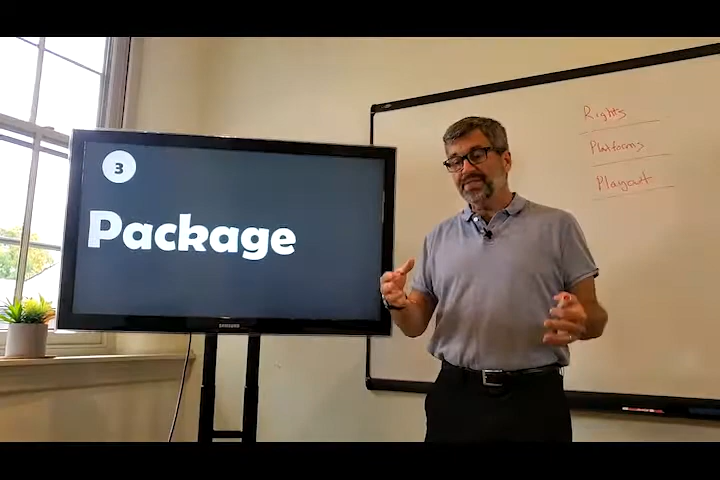 3
Package
SAMSUNG
Rights
Platforms
Playout